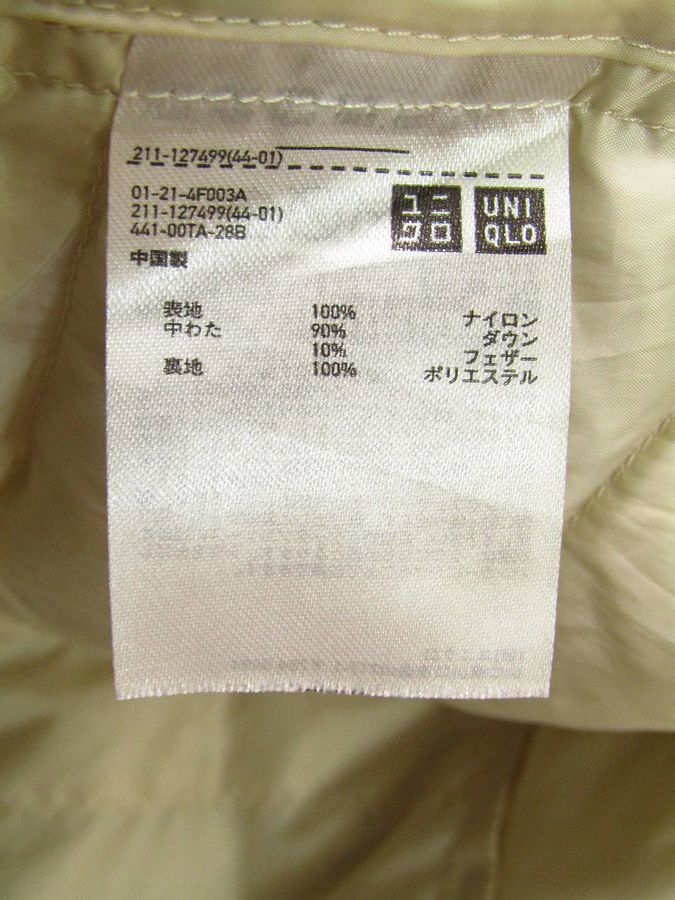 211-127499(44-01)
01-21-4F003A
211-127499(44-01)
441-00TA-28B
中国製
ユニ
クロ
UNI
QLO
表地 100% ナイロン
中わた 90% ダウン
10% フェザー
裏地 100% ポリエステル